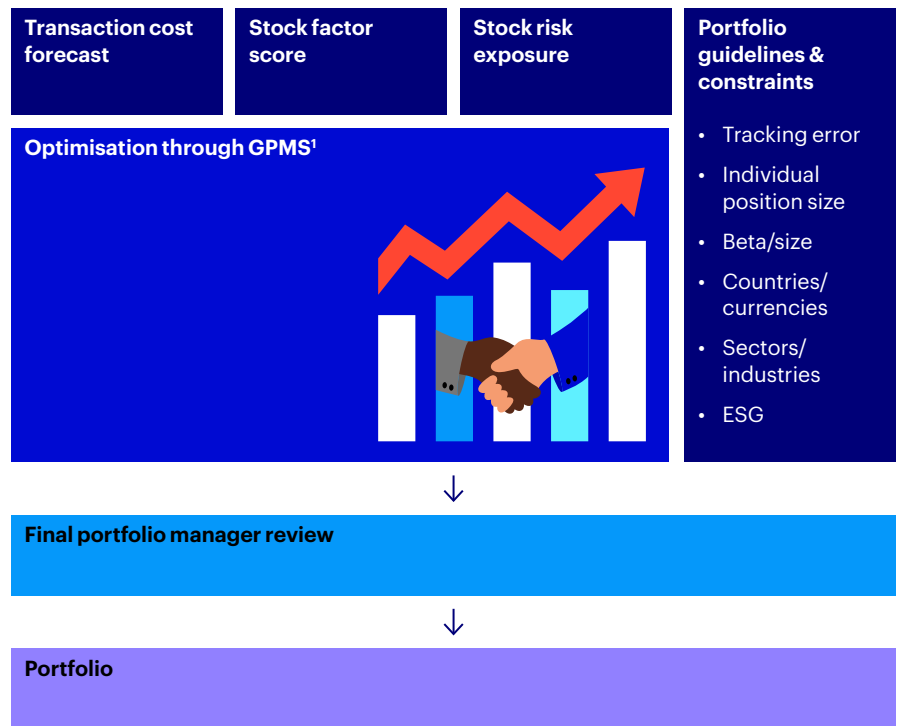 Transaction cost
forecast
Stock factor
score
Stock risk
exposure
Portfolio
guidelines &
constraints
• Tracking error
• Individual
position size
• Beta/size
• Countries/
currencies
• Sectors/
industries
• ESG
Optimisation through GPMS¹
Final portfolio manager review
Portfolio